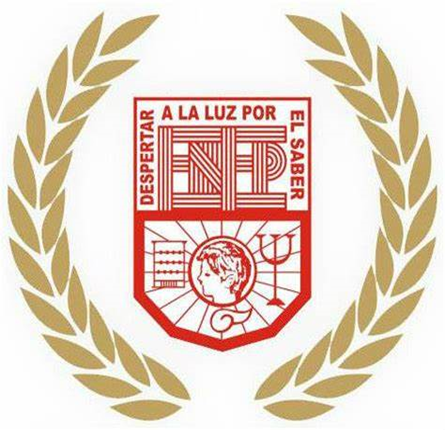 DESPERTAR
A LA LUZ POR
EL SABER
ENP